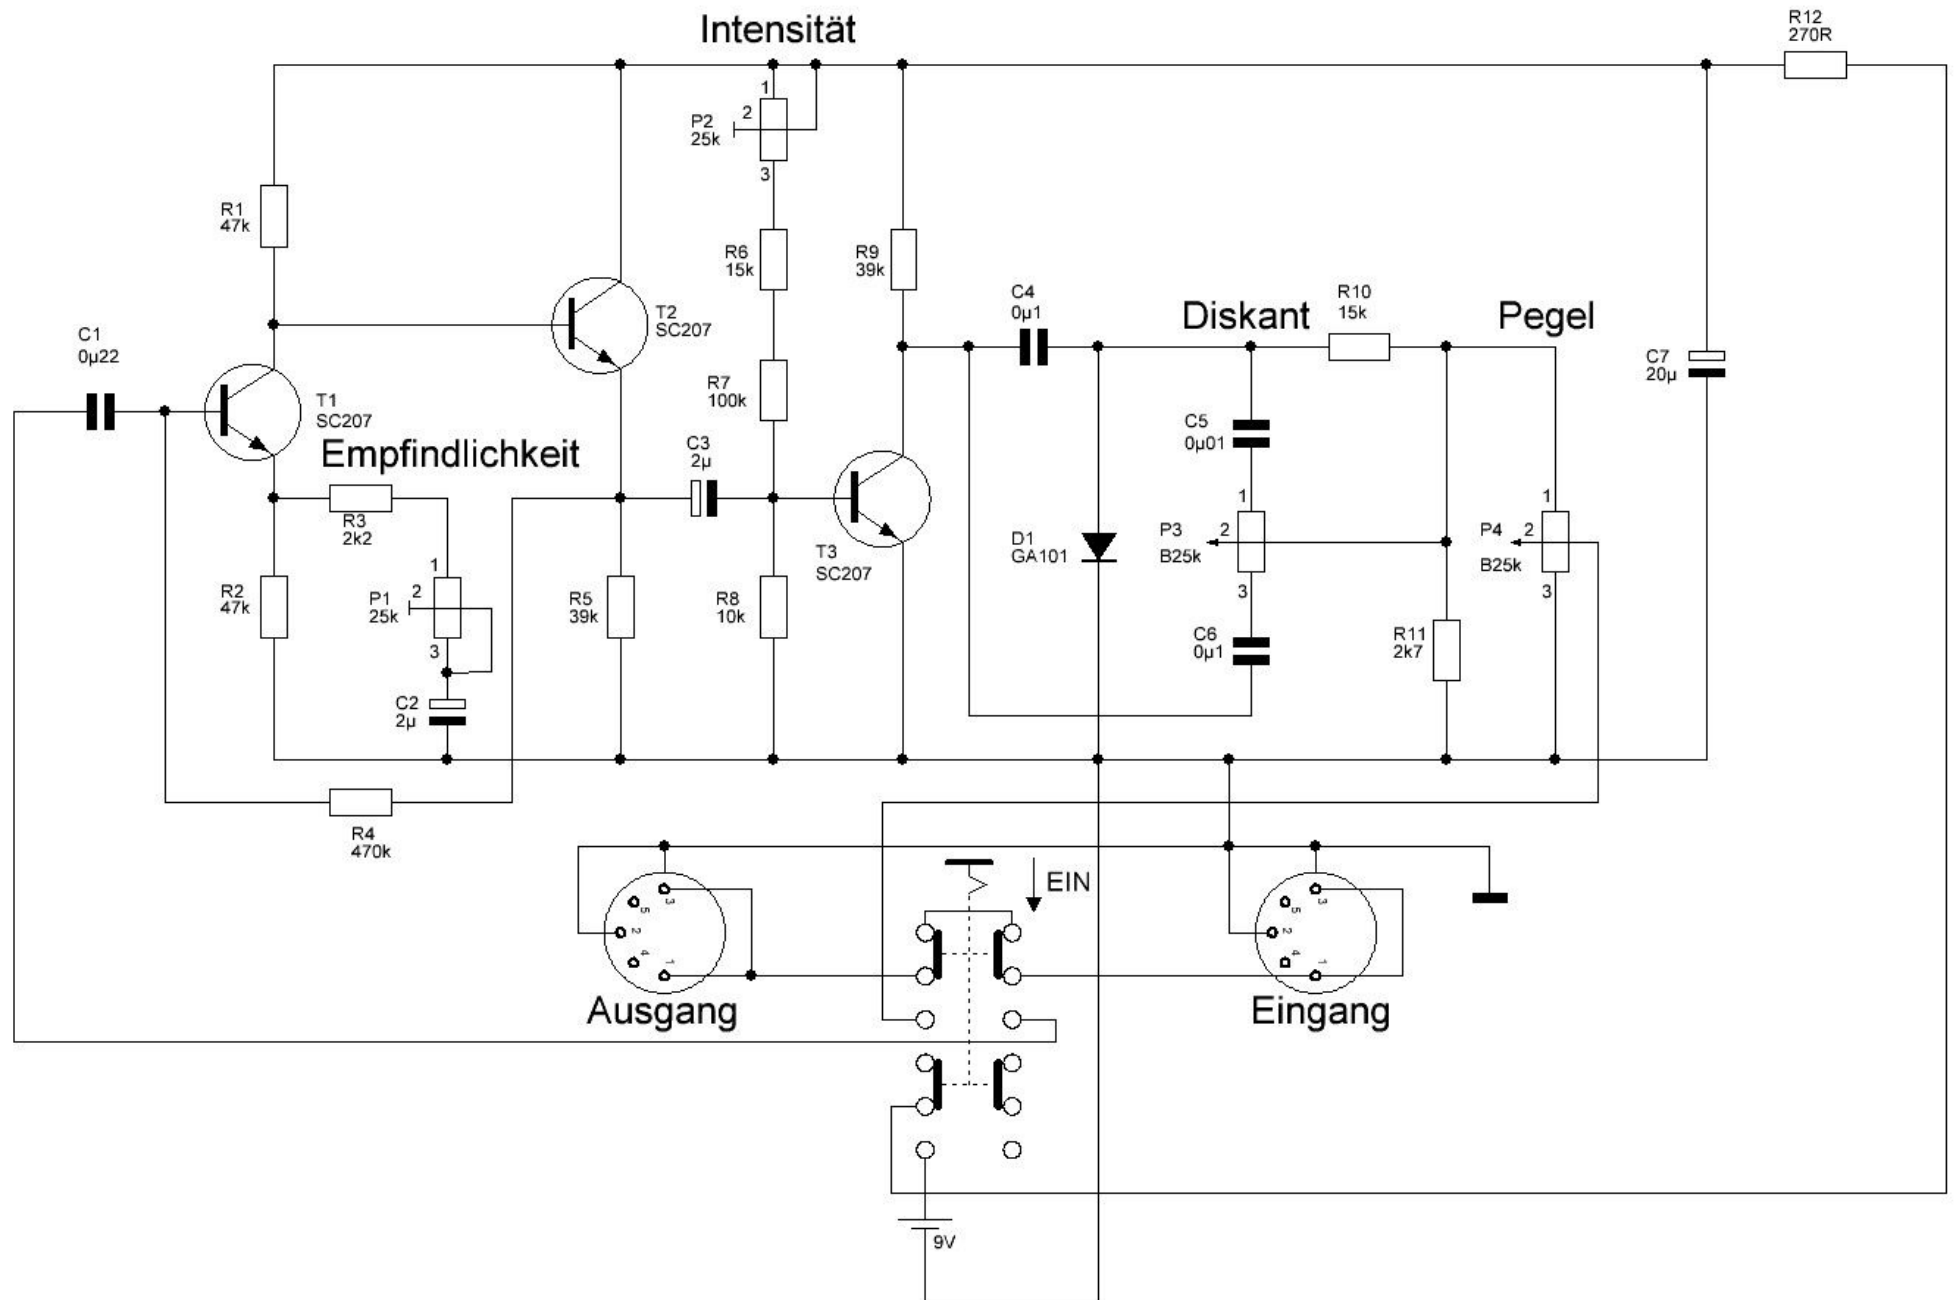 Intensität
R12
270R
1
2
P2
25k
3
R1
47k
R6
15k
R9
39k
T2
SC207
C4
0µ1
Diskant
R10
15k
Pegel
C1
0µ22
C7
20µ
R7
100k
T1
SC207
Empfindlichkeit
C3
2µ
C5
0µ01
R3
2k2
1
1
P3
B25k
2
P4
B25k
2
D1
GA101
T3
SC207
1
2
P1
25k
3
R2
47k
R5
39k
R8
10k
3
3
C6
0µ1
R11
2k7
C2
2µ
R4
470k
EIN
3
5
2
4
1
3
5
2
4
1
Ausgang
Eingang
9V